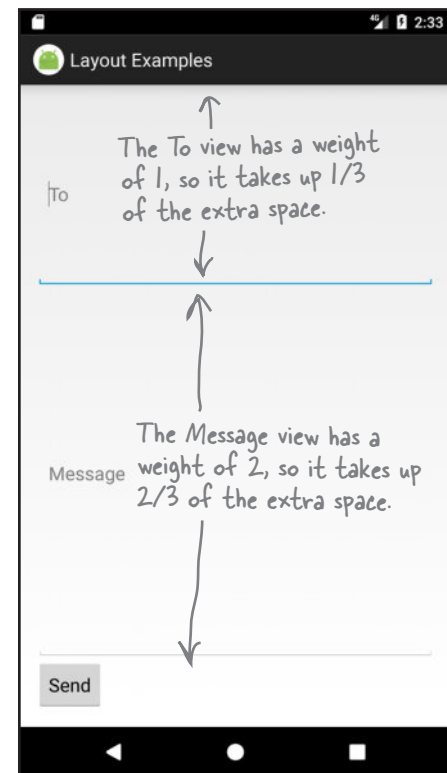 4G 2:33
Layout Examples
The To view has a weight
of 1, so it takes up 1/3
of the extra space.
To
The Message view has a
weight of 2, so it takes up
2/3 of the extra space.
Message
Send